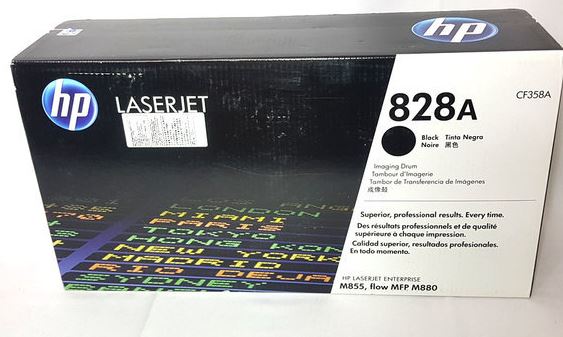 hp
hp
LASERJET
828A
CF358A
Black Tinta Negra
Noire 黑色
Imaging Drum
Tambour d'Imagerie
Tambor de Transferencia de Imágenes
成像鼓
LONDON
MIAMI
PARIS
TOKYO
HONG KONG
NEW YORK
MADRID
RIO DE JA
SYDNEY
Superior, professional results. Every time.
Des résultats professionnels et de qualité
supérieure à chaque impression.
Calidad superior, resultados profesionales.
En todo momento.
HP LASERJET ENTERPRISE
M855, flow MFP M880